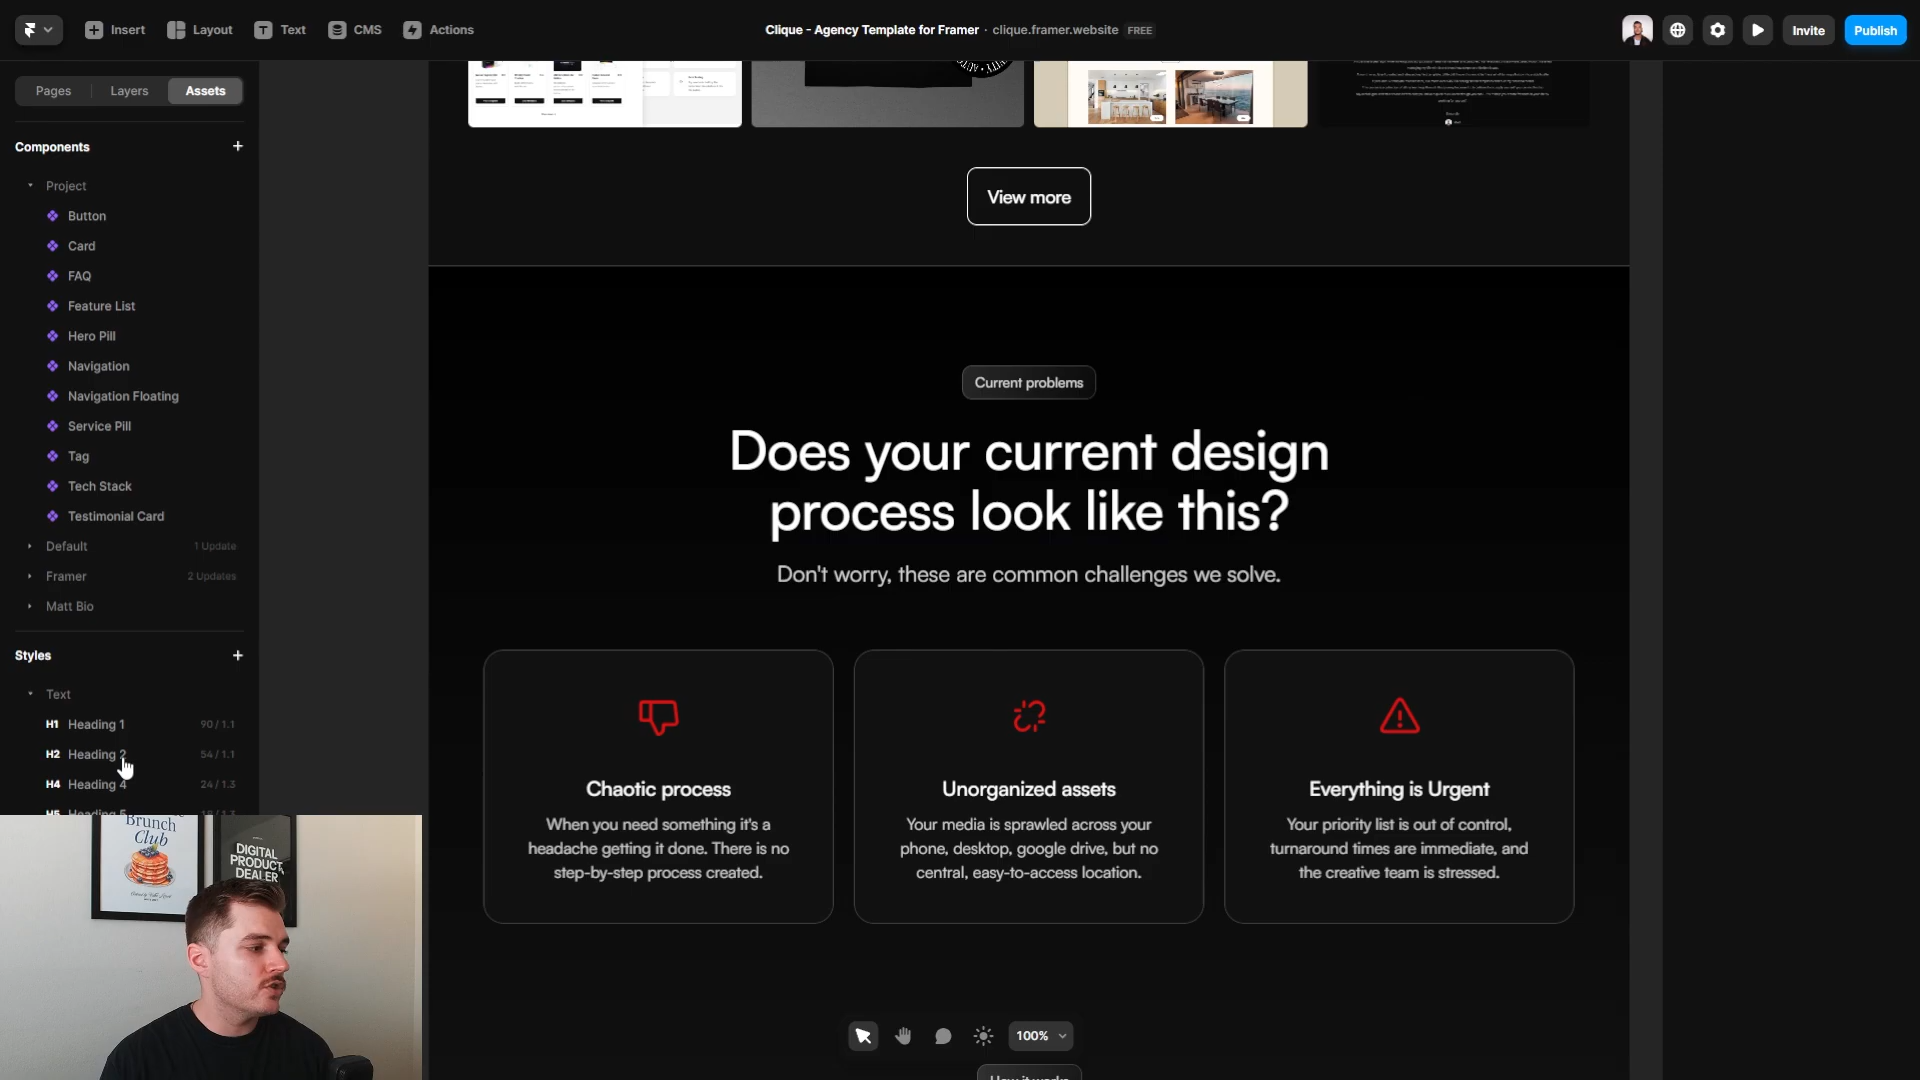 Insert
Layout
Text
CMS
Actions
Clique - Agency Template for Framer · clique.framer.website FREE
Invite
Publish
Pages
Layers
Assets
Components
Project
Button
Card
FAQ
Feature List
Hero Pill
Navigation
Navigation Floating
Service Pill
Tag
Tech Stack
Testimonial Card
Default 1 Update
Framer 2 Updates
Matt Bio
Styles
Text
H1 Heading 1 90 / 1.1
H2 Heading 2 54 / 1.1
H4 Heading 4 24 / 1.3
View more
Current problems
Does your current design
process look like this?
Don't worry, these are common challenges we solve.
Chaotic process
When you need something it's a
headache getting it done. There is no
step-by-step process created.
Unorganized assets
Your media is sprawled across your
phone, desktop, google drive, but no
central, easy-to-access location.
Everything is Urgent
Your priority list is out of control,
turnaround times are immediate, and
the creative team is stressed.
Brunch
Club
DIGITAL
PRODUCT
DEALER
100%
How it works